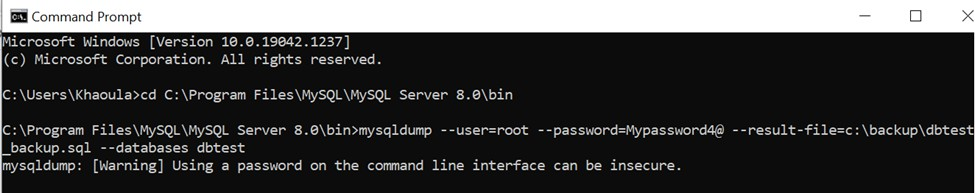 Command Prompt
Microsoft Windows [Version 10.0.19042.1237]
(c) Microsoft Corporation. All rights reserved.
C:\Users\Khaoula>cd C:\Program Files\MySQL\MySQL Server 8.0\bin
C:\Program Files\MySQL\MySQL Server 8.0\bin>mysqldump --user=root --password=Mypassword4@ --result-file=c:\backup\dbtest
_backup.sql --databases dbtest
mysqldump: [Warning] Using a password on the command line interface can be insecure.